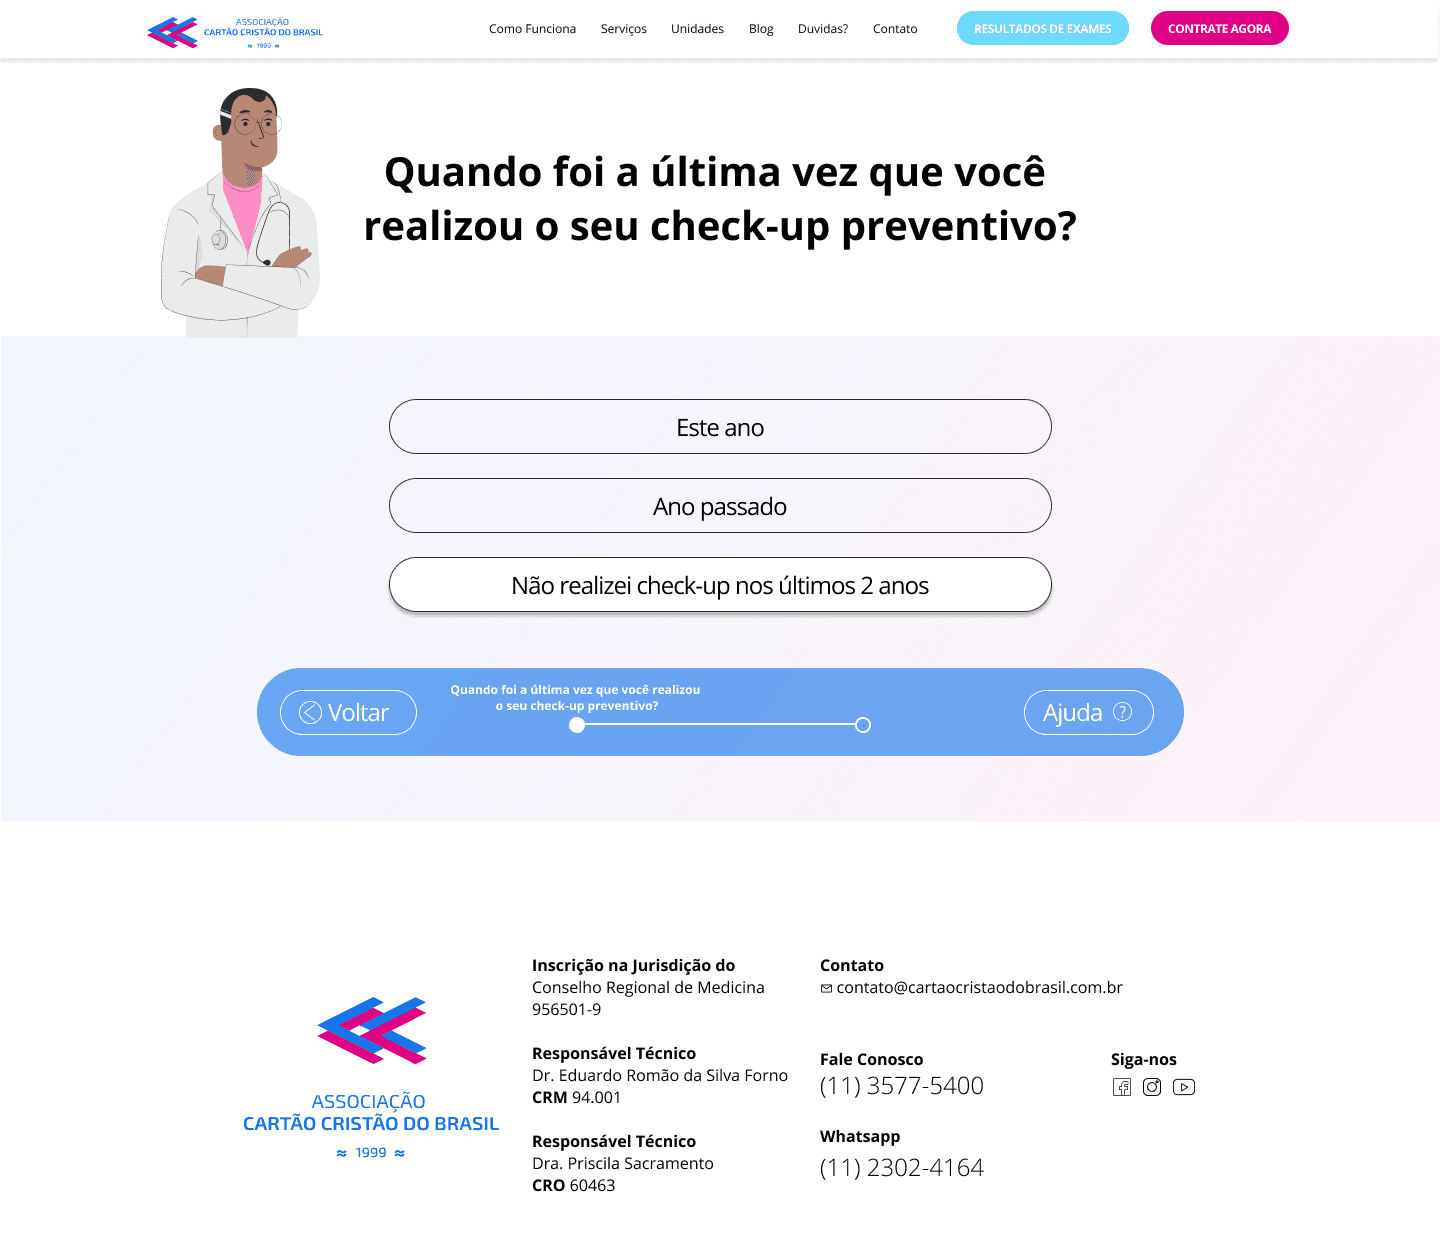 ASSOCIAÇÃO
CARTÃO CRISTÃO DO BRASIL
≈ 1999 ≈
Como Funciona
Serviços
Unidades
Blog
Duvidas?
Contato
RESULTADOS DE EXAMES
CONTRATE AGORA
Quando foi a última vez que você
realizou o seu check-up preventivo?
Este ano
Ano passado
Não realizei check-up nos últimos 2 anos
Voltar
Quando foi a última vez que você realizou
o seu check-up preventivo?
Ajuda ?
ASSOCIAÇÃO
CARTÃO CRISTÃO DO BRASIL
≈ 1999 ≈
Inscrição na Jurisdição do
Conselho Regional de Medicina
956501-9
Responsável Técnico
Dr. Eduardo Romão da Silva Forno
CRM 94.001
Responsável Técnico
Dra. Priscila Sacramento
CRO 60463
Contato
contato@cartaocristaodobrasil.com.br
Fale Conosco
(11) 3577-5400
Whatsapp
(11) 2302-4164
Siga-nos